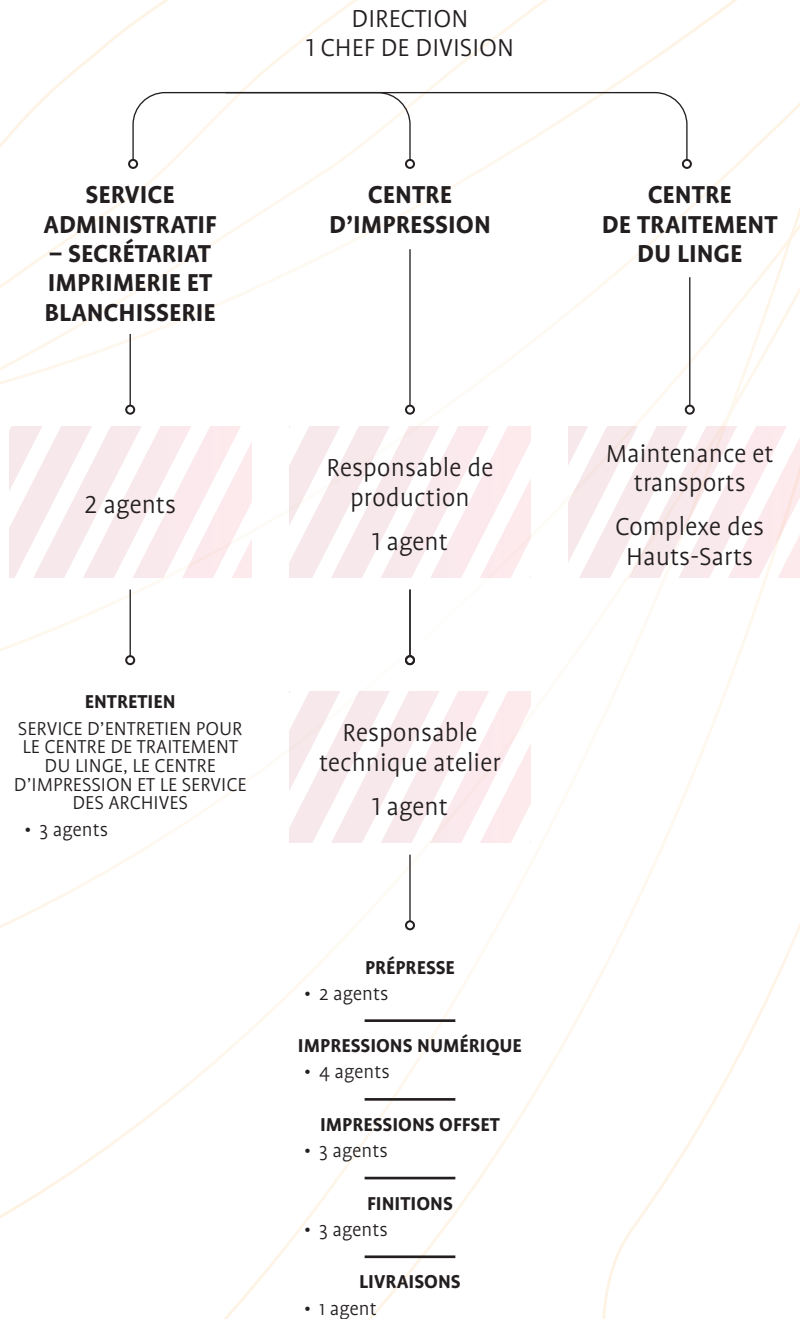 DIRECTION
1 CHEF DE DIVISION
SERVICE
ADMINISTRATIF
– SECRÉTARIAT
IMPRIMERIE ET
BLANCHISSERIE
2 agents
ENTRETIEN
SERVICE D’ENTRETIEN POUR
LE CENTRE DE TRAITEMENT
DU LINGE, LE CENTRE
D’IMPRESSION ET LE SERVICE
DES ARCHIVES
• 3 agents
CENTRE
D’IMPRESSION
Responsable de
production
1 agent
Responsable
technique atelier
1 agent
PRÉPRESSE
• 2 agents
IMPRESSIONS NUMÉRIQUE
• 4 agents
IMPRESSIONS OFFSET
• 3 agents
FINITIONS
• 3 agents
LIVRAISONS
• 1 agent
CENTRE
DE TRAITEMENT
DU LINGE
Maintenance et
transports
Complexe des
Hauts-Sarts